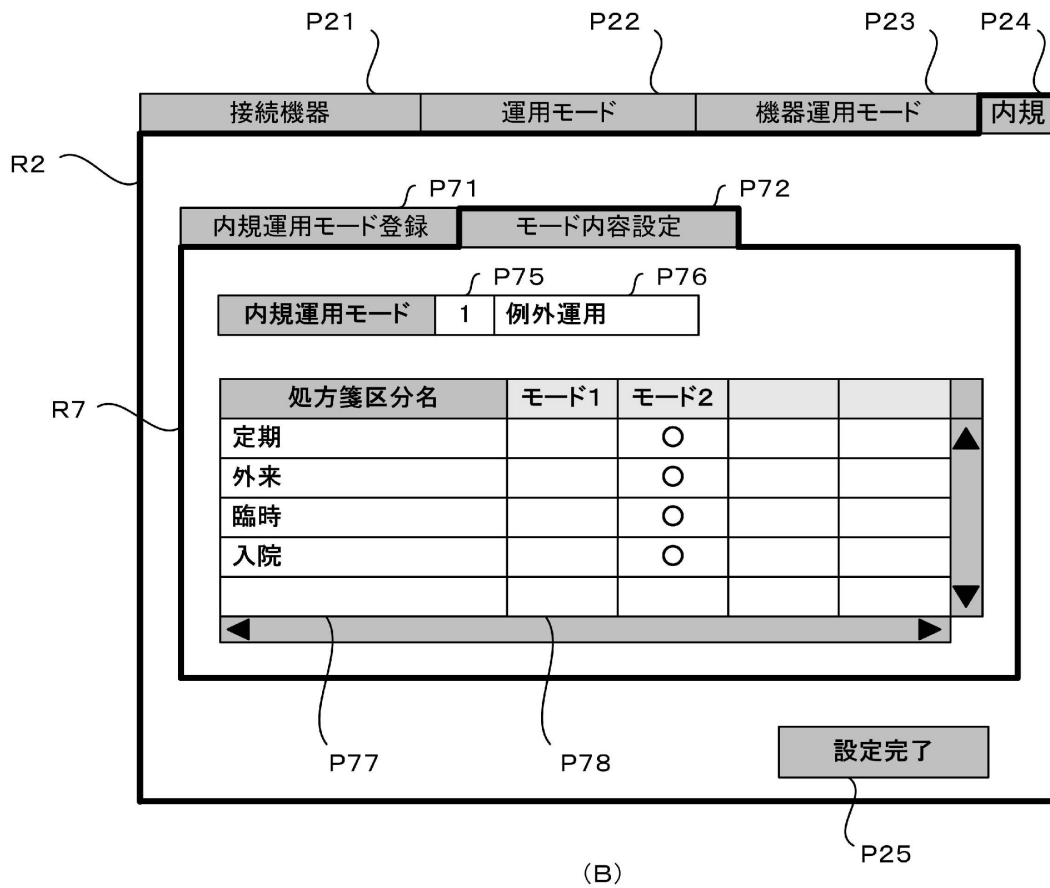 P21 P22 P23 P24
接続機器 運用モード 機器運用モード 内規
R2
P71 P72
内規運用モード登録 モード内容設定
P75 P76
内規運用モード 1 例外運用
R7
処方箋区分名 モード1 モード2
定期 ○
外来 ○
臨時 ○
入院 ○
P77 P78
設定完了
P25
(B)